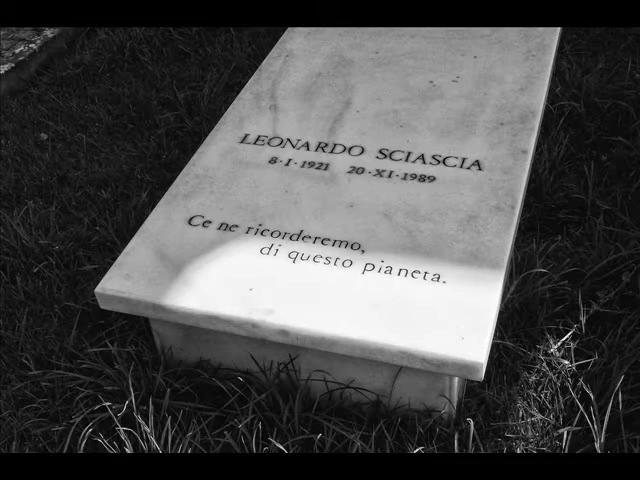 LEONARDO SCIASCIA
8·I·1921 20·XI·1989
Ce ne ricorderemo,
di questo pianeta.